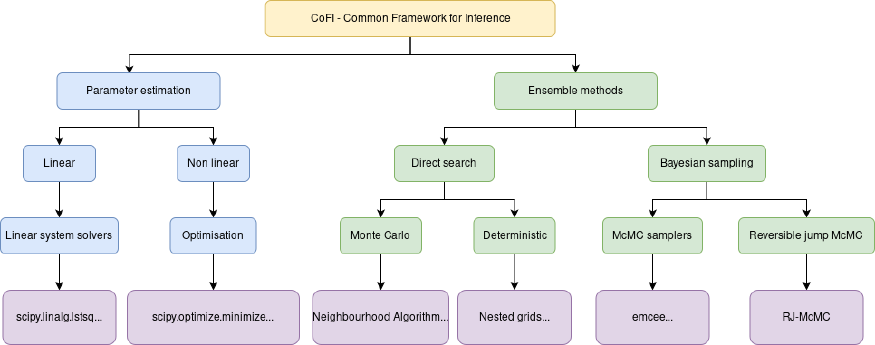 CoFI - Common Framework for Inference
Parameter estimation
Ensemble methods
Linear
Non linear
Direct search
Bayesian sampling
Linear system solvers
Optimisation
Monte Carlo
Deterministic
McMC samplers
Reversible jump McMC
scipy.linalg.lstsq...
scipy.optimize.minimize...
Neighbourhood Algorithm...
Nested grids...
emcee...
RJ-McMC